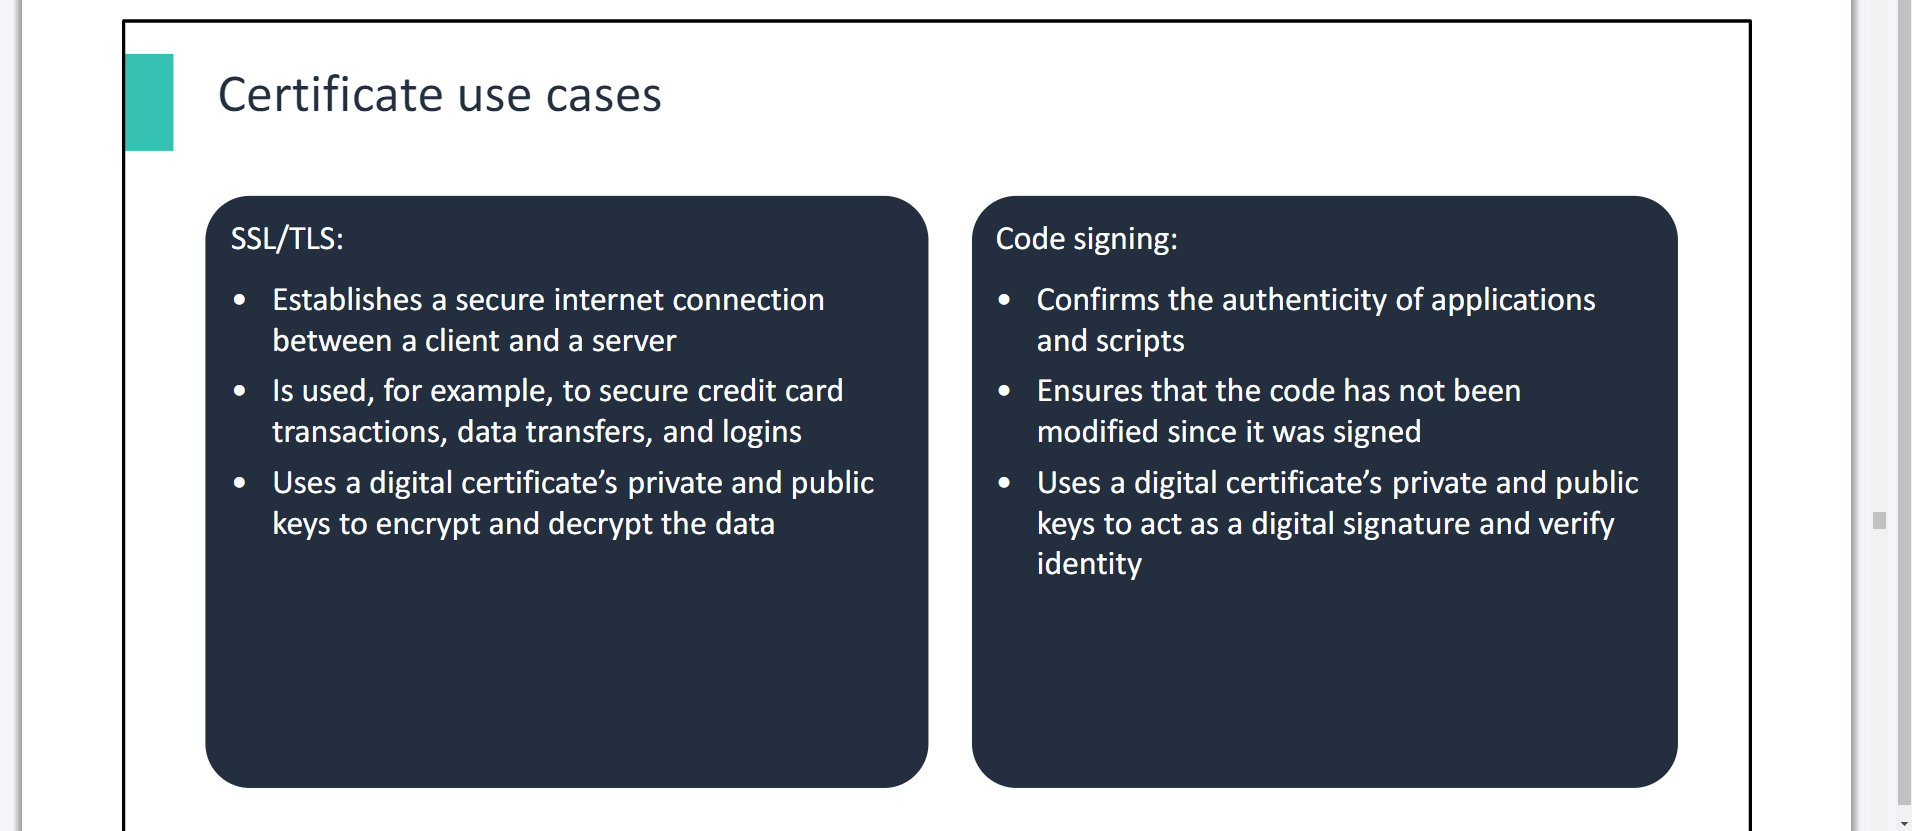 Certificate use cases
SSL/TLS:
• Establishes a secure internet connection
between a client and a server
• Is used, for example, to secure credit card
transactions, data transfers, and logins
• Uses a digital certificate’s private and public
keys to encrypt and decrypt the data
Code signing:
• Confirms the authenticity of applications
and scripts
• Ensures that the code has not been
modified since it was signed
• Uses a digital certificate’s private and public
keys to act as a digital signature and verify
identity